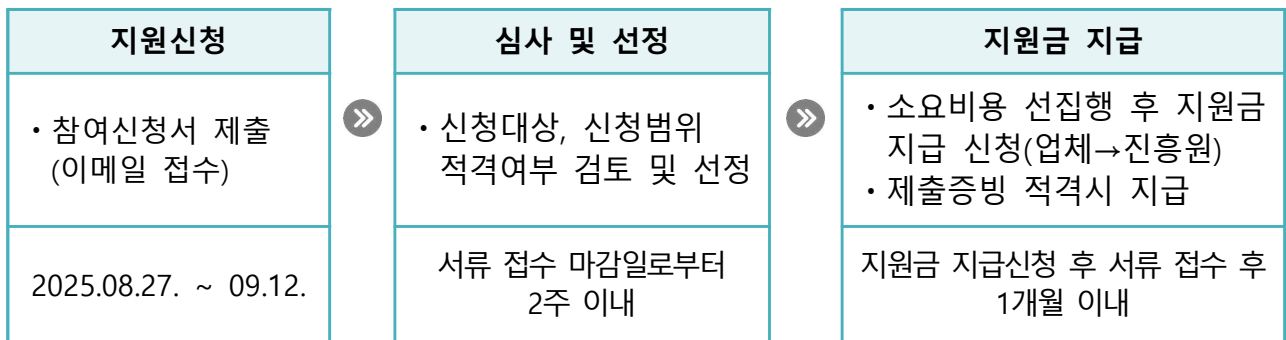 지원신청
・참여신청서 제출
(이메일 접수)
2025.08.27. ~ 09.12.
심사 및 선정
・신청대상, 신청범위
적격여부 검토 및 선정
서류 접수 마감일로부터
2주 이내
지원금 지급
・소요비용 선집행 후 지원금
지급 신청(업체→진흥원)
・제출증빙 적격시 지급
지원금 지급신청 후 서류 접수 후
1개월 이내